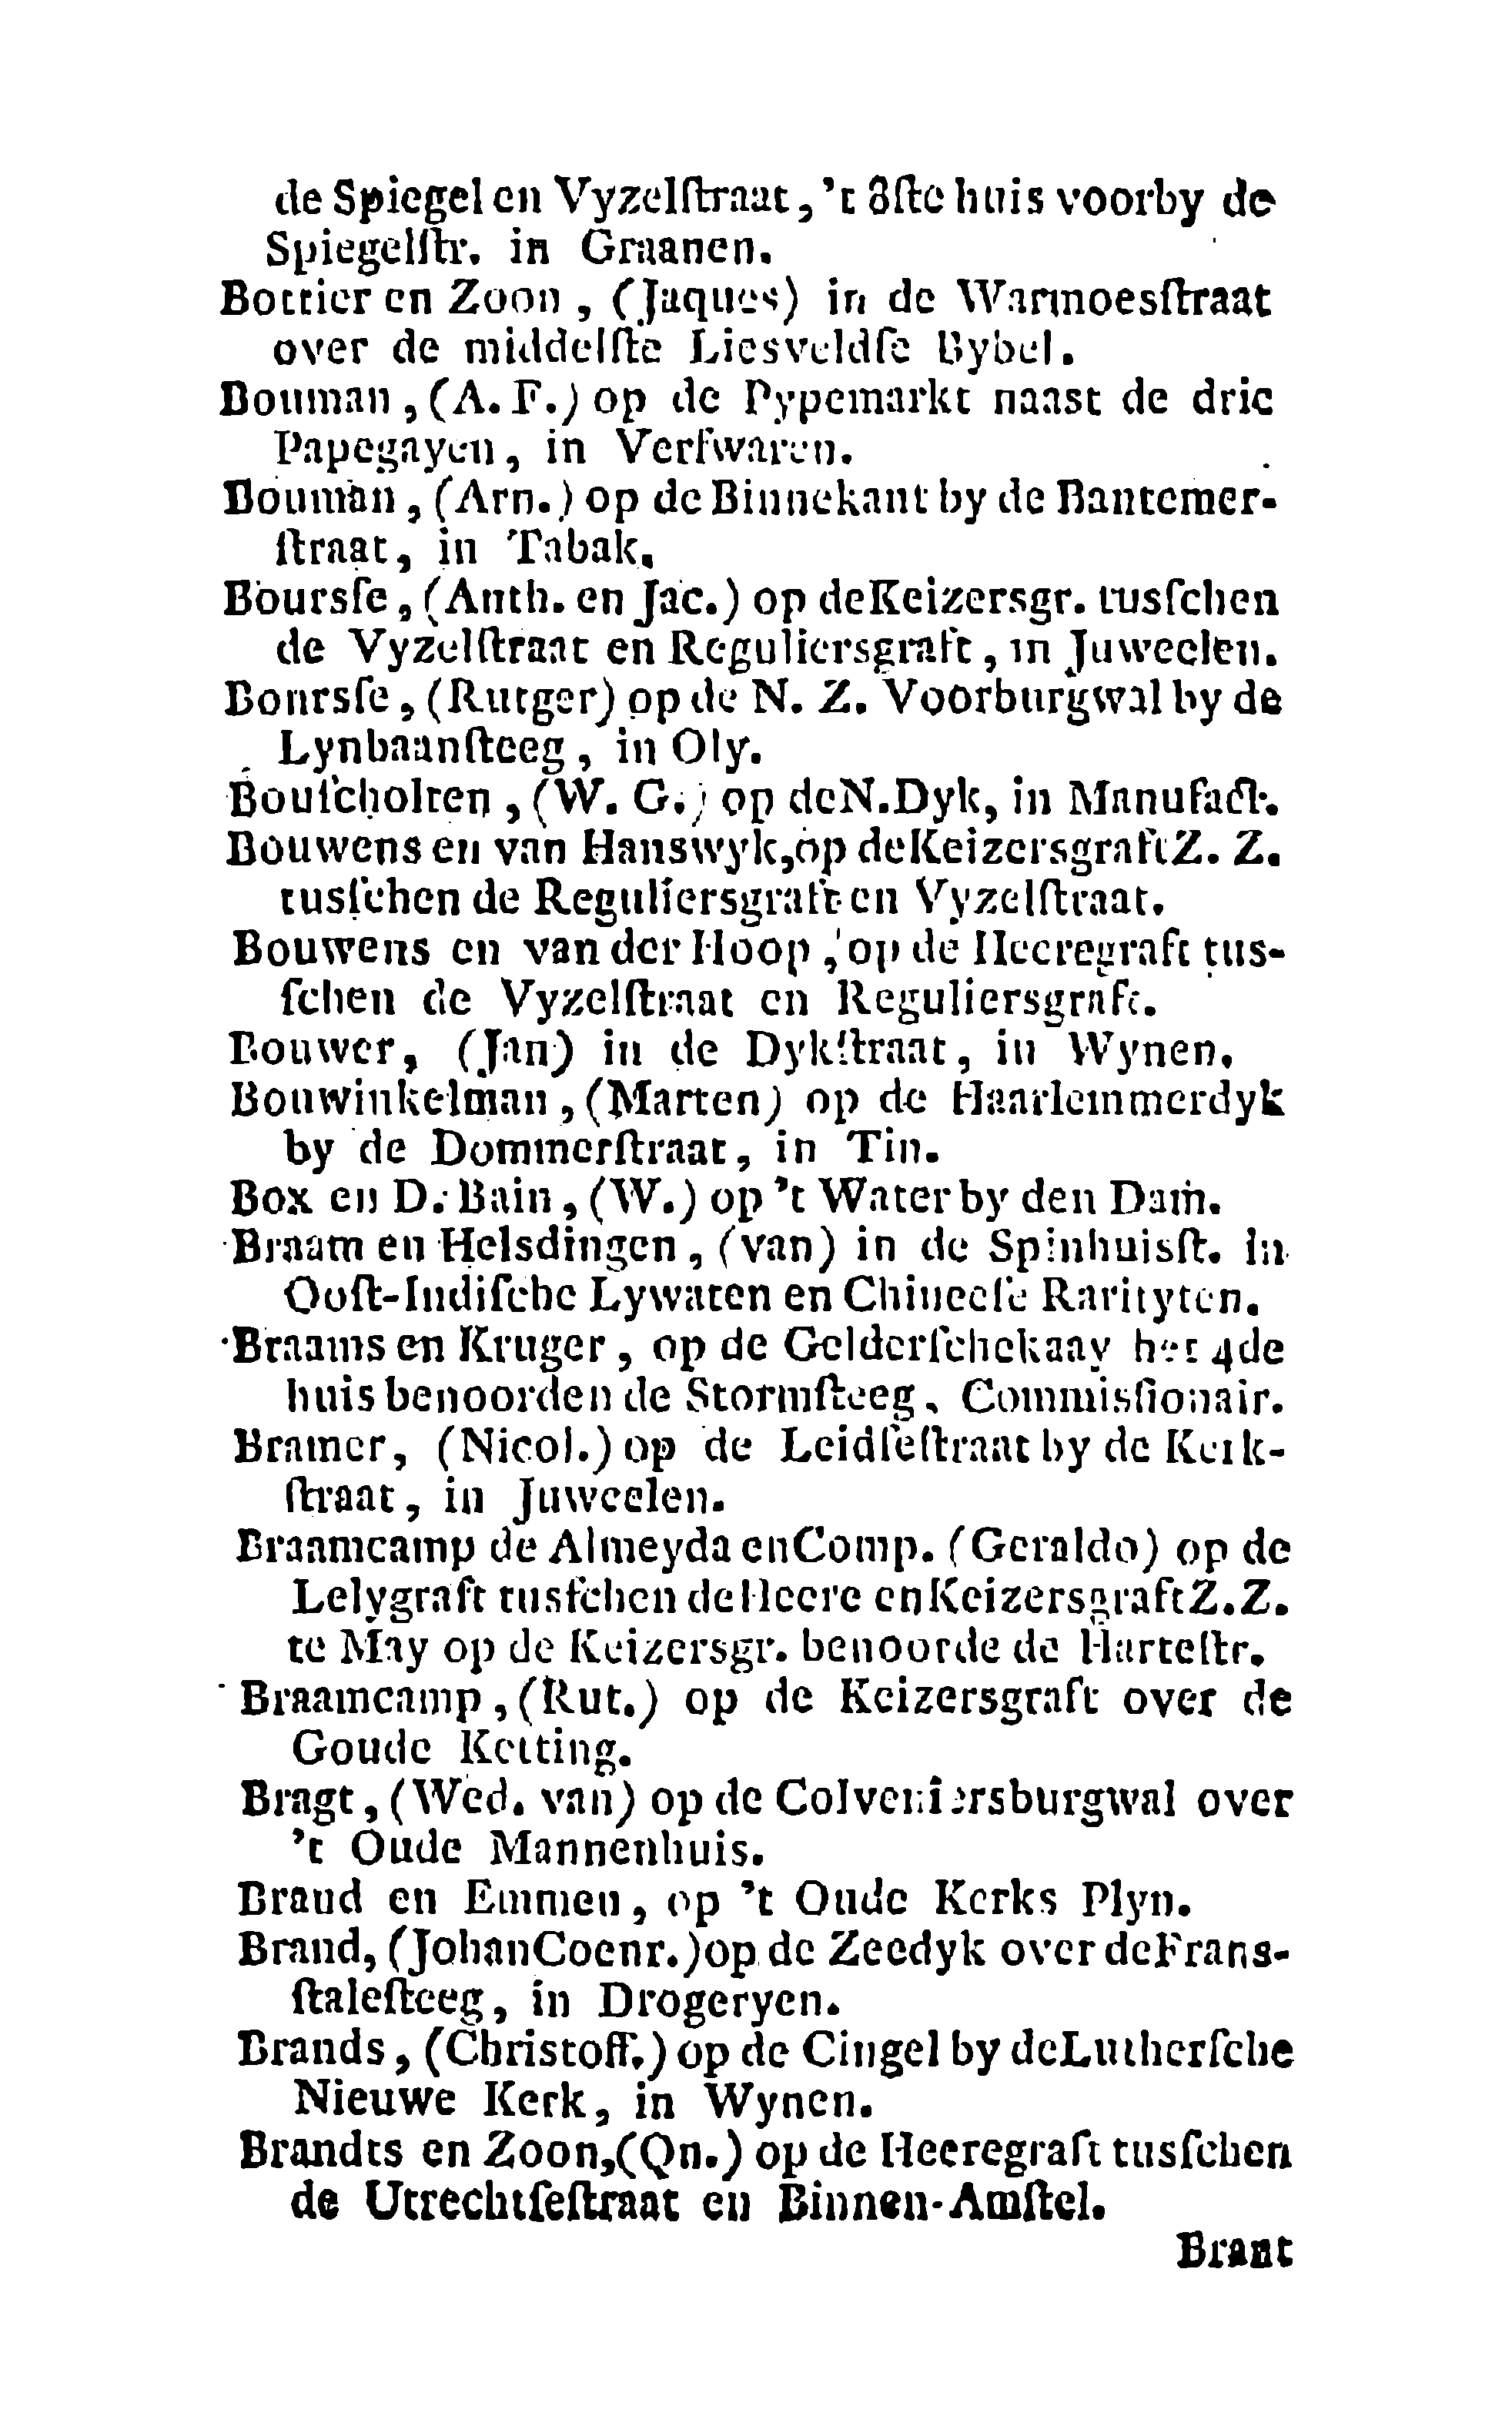 de Spiegel en Vyzelſtraat, 't 8ſte huis voorby de
Spiegelſtr. in Graanen.
Bottier en Zoon, (Jaques) in de Warmoesſtraat
over de middelſte Liesveldſe Bybel.
Bouman, (A. F.) op de Pypemarkt naast de drie
Papegayen, in Verfwaren.
Bouman, (Arn.) op de Binnekant by de Bantemer-
ſtraat, in Tabak.
Boursſe, (Anth. en Jac.) op de Keizersgr. tusſchen
de Vyzelſtraat en Reguliersgraft, in Juweelen.
Boursſe, (Rutger) op de N. Z. Voorburgwal by de
Lynbaanſteeg, in Oly.
Bouſcholten, (W. G.) op de N. Dyk, in Manufact.
Bouwens en van Hanswyk, op de Keizersgraft Z. Z.
tusſchen de Reguliersgraft en Vyzelſtraat.
Bouwens en van der Hoop, op de Heeregraft tus-
ſchen de Vyzelſtraat en Reguliersgraft.
Bouwer, (Jan) in de Dykſtraat, in Wynen.
Bouwinkelman, (Marten) op de Haarlemmerdyk
by de Dommerſtraat, in Tin.
Box en D. Bain, (W.) op 't Water by den Dam.
Braam en Helsdingen, (van) in de Spinhuisſt. in
Ooſt-Indiſche Lywaten en Chineeſe Rarityten.
Braams en Kruger, op de Gelderſchekaay het 4de
huis benoorden de Stormſteeg, Commisſionair.
Bramer, (Nicol.) op de Leidſeſtraat by de Kerk-
ſtraat, in Juweelen.
Braamcamp de Almeyda en Comp. (Geraldo) op de
Lelygraft tusſchen de Heere en Keizersgraft Z. Z.
te May op de Keizersgr. benoorde de Harteſtr.
Braamcamp, (Rut.) op de Keizersgraft over de
Goude Ketting.
Bragt, (Wed. van) op de Colveniersburgwal over
't Oude Mannenhuis.
Brand en Emmen, op 't Oude Kerks Plyn.
Brand, (Johan Coenr.) op de Zeedyk over de Frans-
ſtaleſteeg, in Drogeryen.
Brands, (Christoff.) op de Cingel by de Lutherſche
Nieuwe Kerk, in Wynen.
Brandts en Zoon, (Qn.) op de Heeregraft tusſchen
de Utrechtſeſtraat en Binnen-Amſtel.
Brant